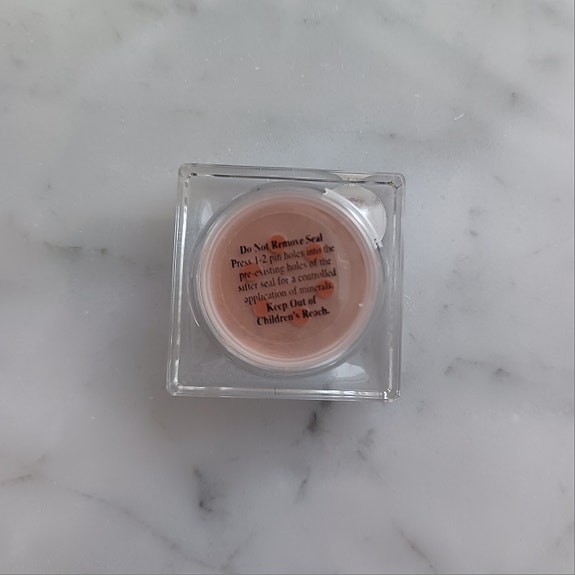 Do Not Remove Seal
Press 1-2 pin holes into the
pre-existing holes of the
sifter seal for a controlled
application of minerals.
Keep Out of
Children's Reach.